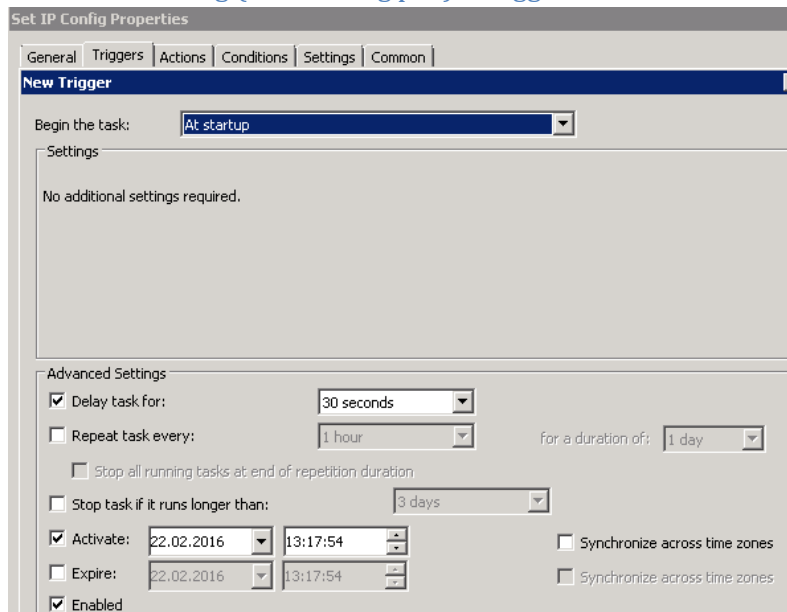 Set IP Config Properties
General Triggers Actions Conditions Settings Common
New Trigger
Begin the task: At startup
Settings
No additional settings required.
Advanced Settings
Delay task for: 30 seconds
Repeat task every: 1 hour for a duration of: 1 day
Stop all running tasks at end of repetition duration
Stop task if it runs longer than: 3 days
Activate: 22.02.2016 13:17:54 Synchronize across time zones
Expire: 22.02.2016 13:17:54 Synchronize across time zones
Enabled